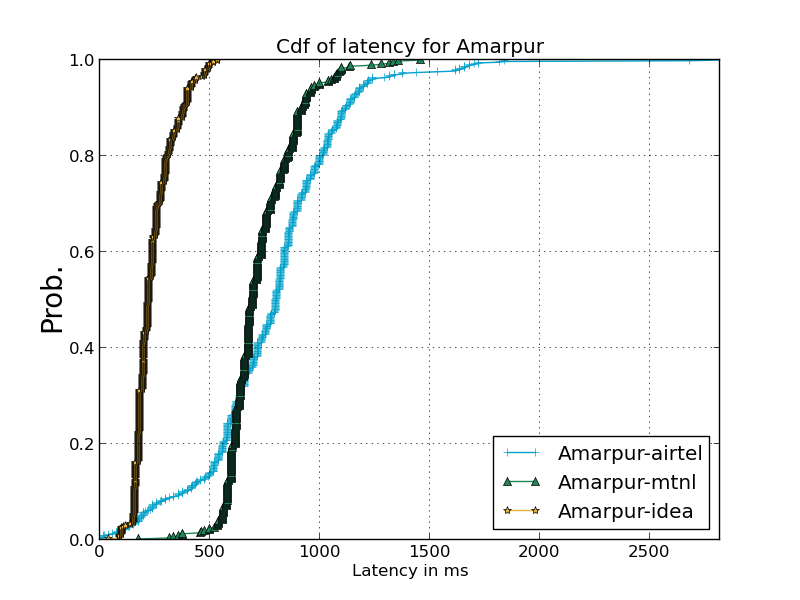 Cdf of latency for Amarpur
1.0
0.8
0.6
0.4
0.2
0.0
Prob.
0 500 1000 1500 2000 2500
Latency in ms
Amarpur-airtel
Amarpur-mtnl
Amarpur-idea